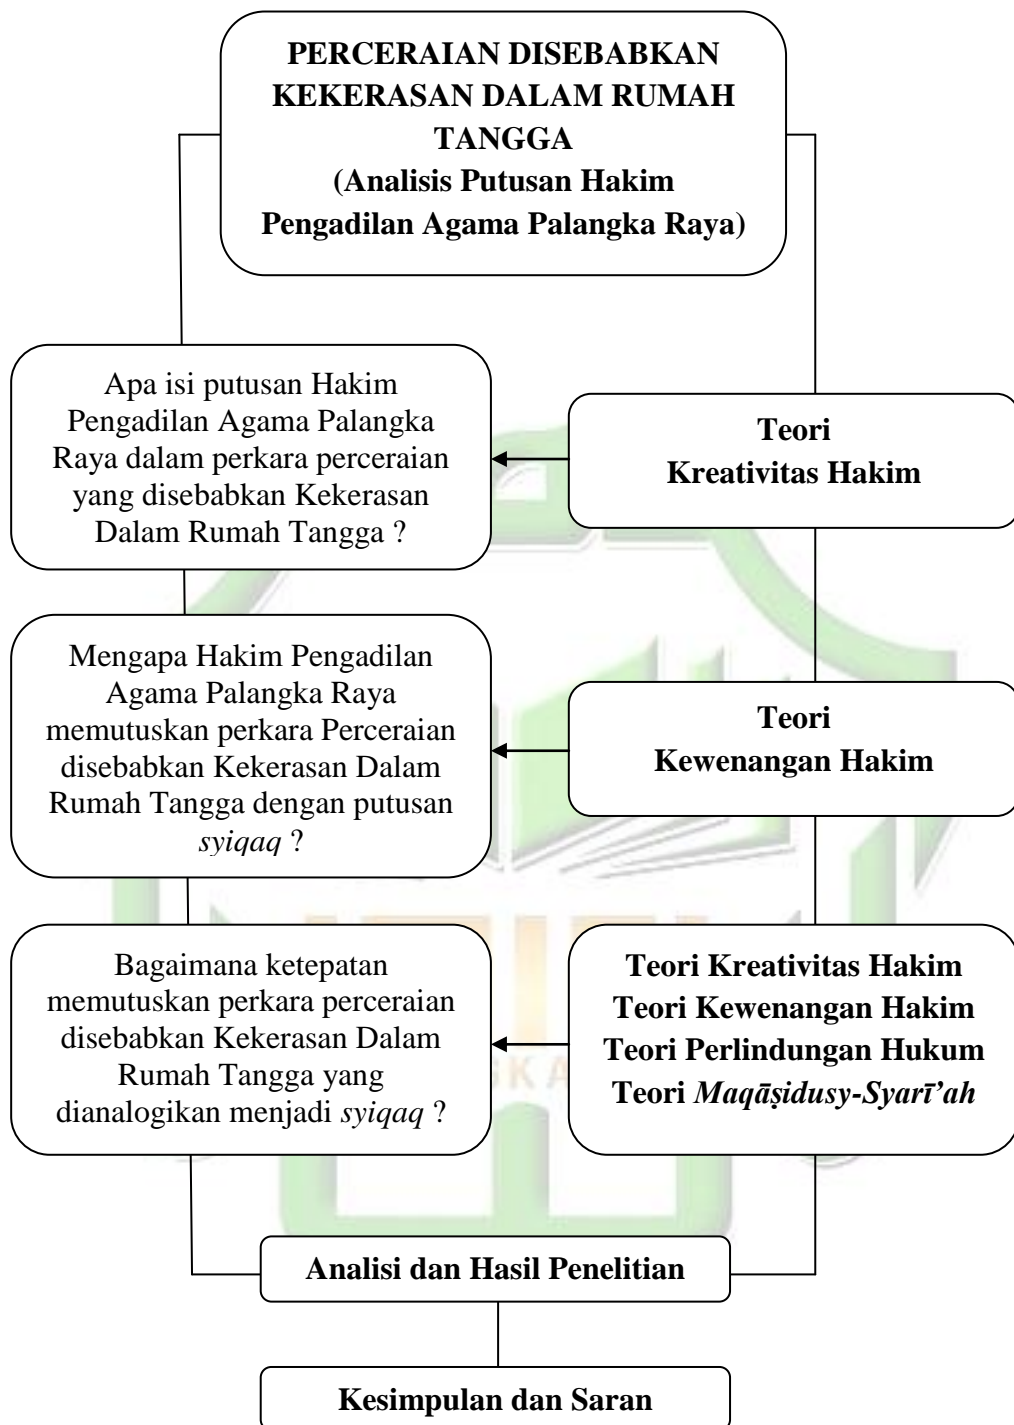 PERCERAIAN DISEBABKAN
KEKERASAN DALAM RUMAH
TANGGA
(Analisis Putusan Hakim
Pengadilan Agama Palangka Raya)
Apa isi putusan Hakim
Pengadilan Agama Palangka
Raya dalam perkara perceraian
yang disebabkan Kekerasan
Dalam Rumah Tangga ?
Teori
Kreativitas Hakim
Mengapa Hakim Pengadilan
Agama Palangka Raya
memutuskan perkara Perceraian
disebabkan Kekerasan Dalam
Rumah Tangga dengan putusan
syiqaq ?
Teori
Kewenangan Hakim
Bagaimana ketepatan
memutuskan perkara perceraian
disebabkan Kekerasan Dalam
Rumah Tangga yang
dianalogikan menjadi syiqaq ?
Teori Kreativitas Hakim
Teori Kewenangan Hakim
Teori Perlindungan Hukum
Teori Maqāṣidusy-Syarī’ah
Analisi dan Hasil Penelitian
Kesimpulan dan Saran